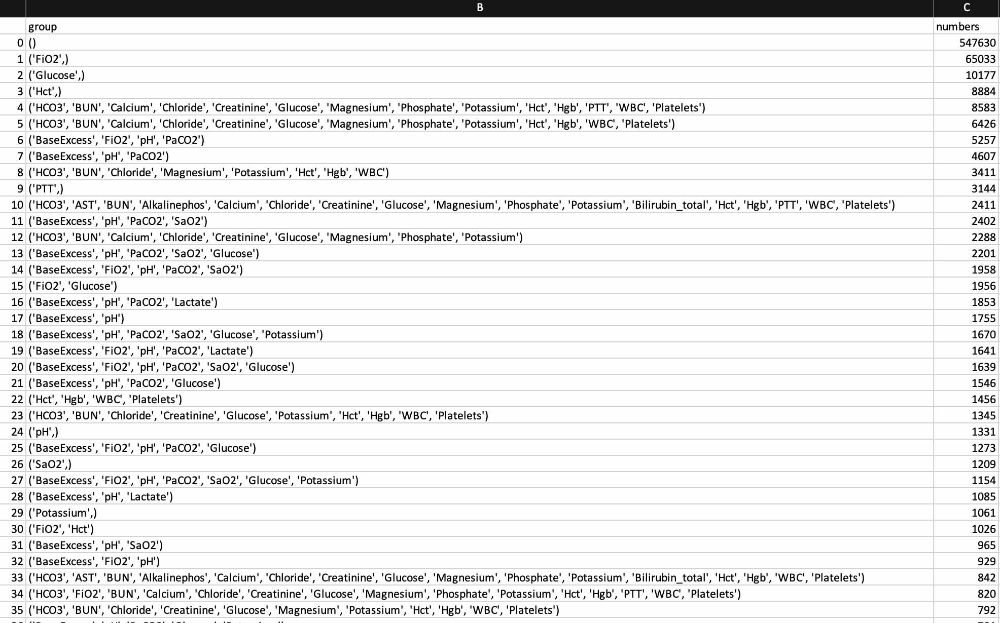 B C
group numbers
0 () 547630
1 ('FiO2',) 65033
2 ('Glucose',) 10177
3 ('Hct',) 8884
4 ('HCO3', 'BUN', 'Calcium', 'Chloride', 'Creatinine', 'Glucose', 'Magnesium', 'Phosphate', 'Potassium', 'Hct', 'Hgb', 'PTT', 'WBC', 'Platelets') 8583
5 ('HCO3', 'BUN', 'Calcium', 'Chloride', 'Creatinine', 'Glucose', 'Magnesium', 'Phosphate', 'Potassium', 'Hct', 'Hgb', 'WBC', 'Platelets') 6426
6 ('BaseExcess', 'FiO2', 'pH', 'PaCO2') 5257
7 ('BaseExcess', 'pH', 'PaCO2') 4607
8 ('HCO3', 'BUN', 'Chloride', 'Magnesium', 'Potassium', 'Hct', 'Hgb', 'WBC') 3411
9 ('PTT',) 3144
10 ('HCO3', 'AST', 'BUN', 'Alkalinephos', 'Calcium', 'Chloride', 'Creatinine', 'Glucose', 'Magnesium', 'Phosphate', 'Potassium', 'Bilirubin_total', 'Hct', 'Hgb', 'PTT', 'WBC', 'Platelets') 2411
11 ('BaseExcess', 'pH', 'PaCO2', 'SaO2') 2402
12 ('HCO3', 'BUN', 'Calcium', 'Chloride', 'Creatinine', 'Glucose', 'Magnesium', 'Phosphate', 'Potassium') 2288
13 ('BaseExcess', 'pH', 'PaCO2', 'SaO2', 'Glucose') 2201
14 ('BaseExcess', 'FiO2', 'pH', 'PaCO2', 'SaO2') 1958
15 ('FiO2', 'Glucose') 1956
16 ('BaseExcess', 'pH', 'PaCO2', 'Lactate') 1853
17 ('BaseExcess', 'pH') 1755
18 ('BaseExcess', 'pH', 'PaCO2', 'SaO2', 'Glucose', 'Potassium') 1670
19 ('BaseExcess', 'FiO2', 'pH', 'PaCO2', 'Lactate') 1641
20 ('BaseExcess', 'FiO2', 'pH', 'PaCO2', 'SaO2', 'Glucose') 1639
21 ('BaseExcess', 'pH', 'PaCO2', 'Glucose') 1546
22 ('Hct', 'Hgb', 'WBC', 'Platelets') 1456
23 ('HCO3', 'BUN', 'Chloride', 'Creatinine', 'Glucose', 'Potassium', 'Hct', 'Hgb', 'WBC', 'Platelets') 1345
24 ('pH',) 1331
25 ('BaseExcess', 'FiO2', 'pH', 'PaCO2', 'Glucose') 1273
26 ('SaO2',) 1209
27 ('BaseExcess', 'FiO2', 'pH', 'PaCO2', 'SaO2', 'Glucose', 'Potassium') 1154
28 ('BaseExcess', 'pH', 'Lactate') 1085
29 ('Potassium',) 1061
30 ('FiO2', 'Hct') 1026
31 ('BaseExcess', 'pH', 'SaO2') 965
32 ('BaseExcess', 'FiO2', 'pH') 929
33 ('HCO3', 'AST', 'BUN', 'Alkalinephos', 'Calcium', 'Chloride', 'Creatinine', 'Glucose', 'Magnesium', 'Phosphate', 'Potassium', 'Bilirubin_total', 'Hct', 'Hgb', 'WBC', 'Platelets') 842
34 ('HCO3', 'FiO2', 'BUN', 'Calcium', 'Chloride', 'Creatinine', 'Glucose', 'Magnesium', 'Phosphate', 'Potassium', 'Hct', 'Hgb', 'PTT', 'WBC', 'Platelets') 820
35 ('HCO3', 'BUN', 'Chloride', 'Creatinine', 'Glucose', 'Magnesium', 'Potassium', 'Hct', 'Hgb', 'WBC', 'Platelets') 792